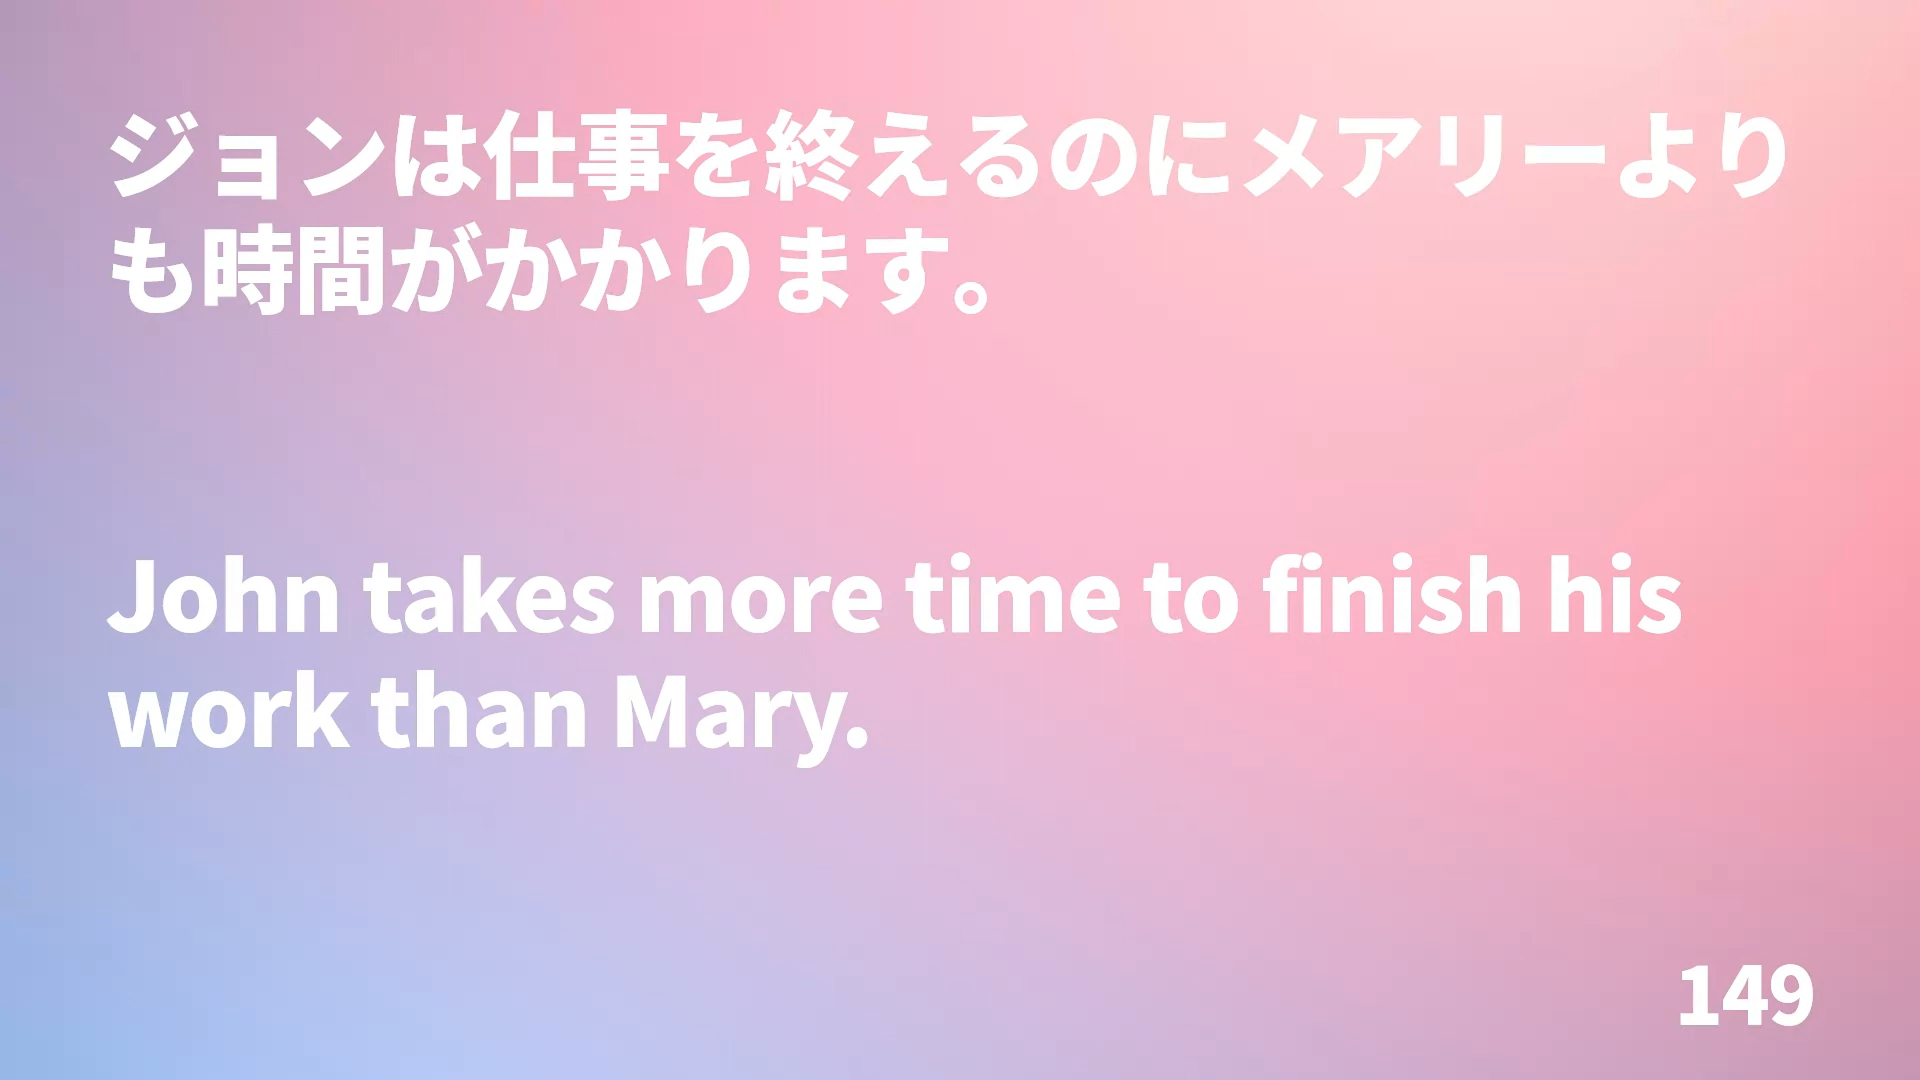 ジョンは仕事を終えるのにメアリーより
も時間がかかります。
John takes more time to finish his
work than Mary.
149